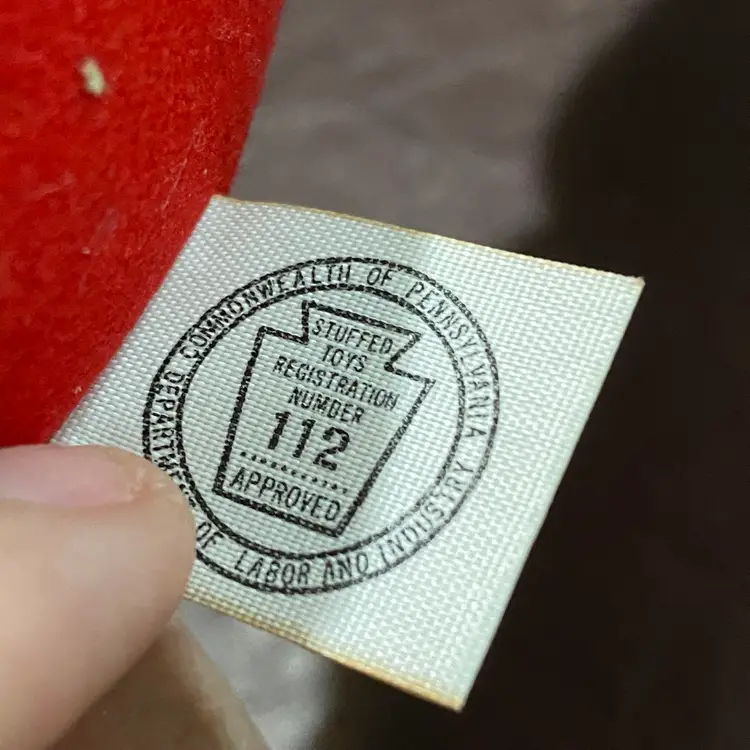 COMMONWEALTH OF PENNSYLVANIA
STUFFED
TOYS
REGISTRATION
NUMBER
112
APPROVED
OF LABOR AND INDUSTRY